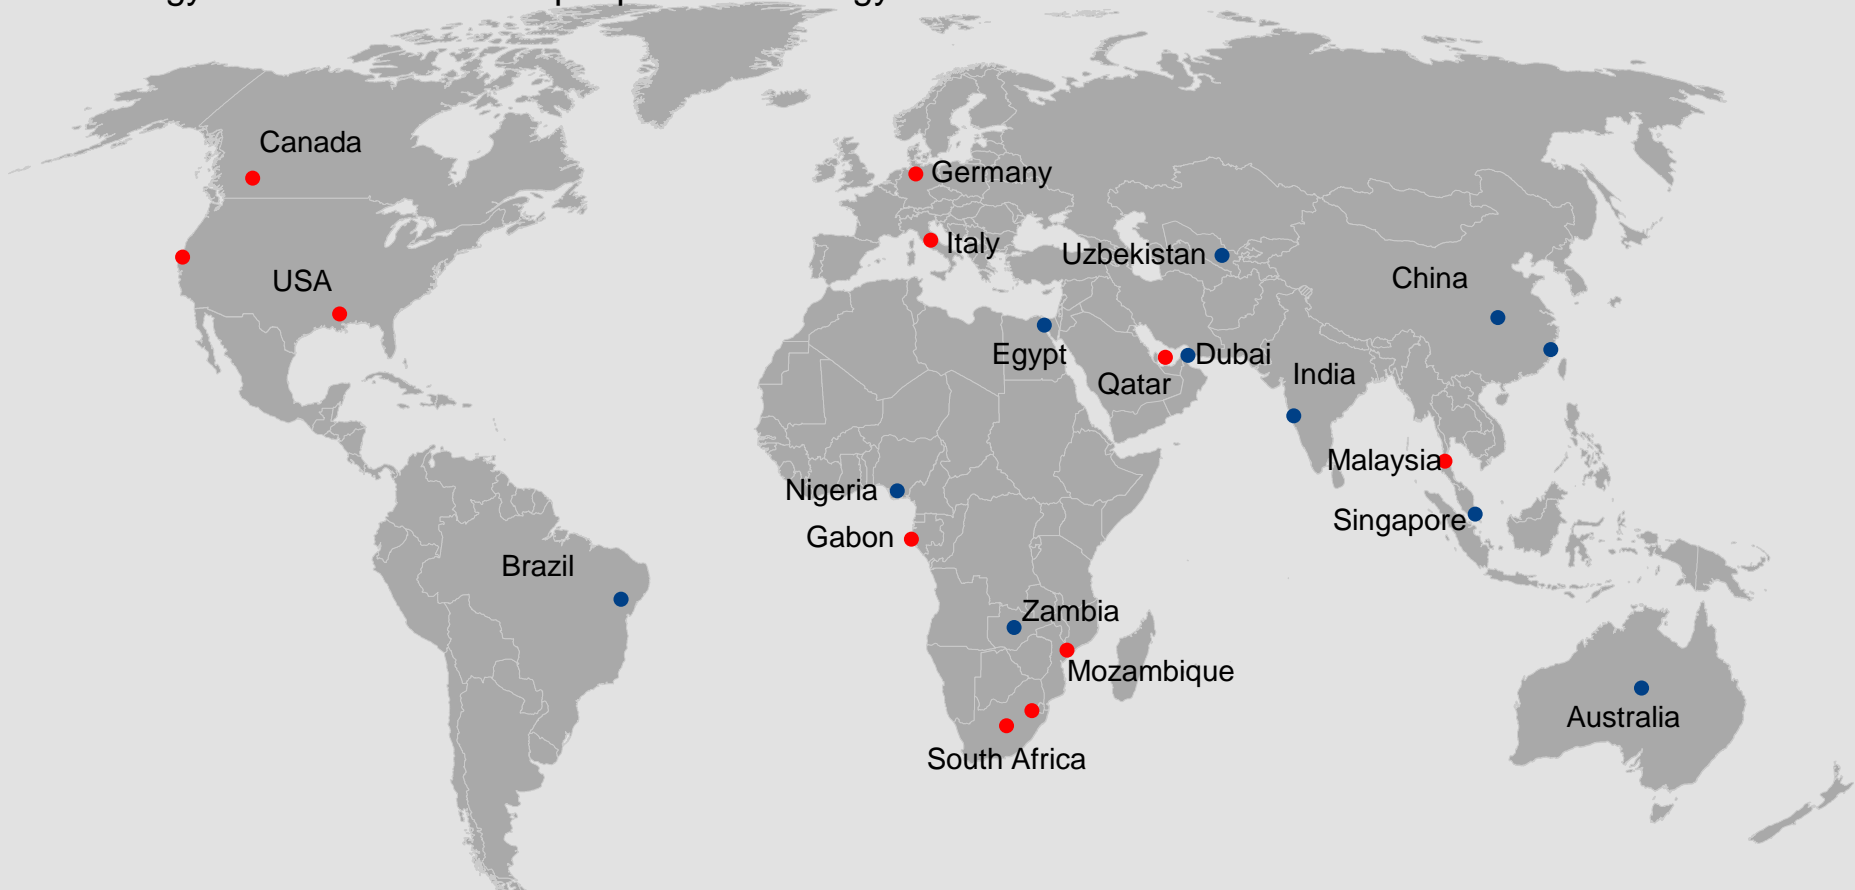 Canada
Germany
Italy
Uzbekistan
USA
China
Egypt
Dubai
Qatar
India
Malaysia
Nigeria
Singapore
Gabon
Brazil
Zambia
Mozambique
Australia
South Africa